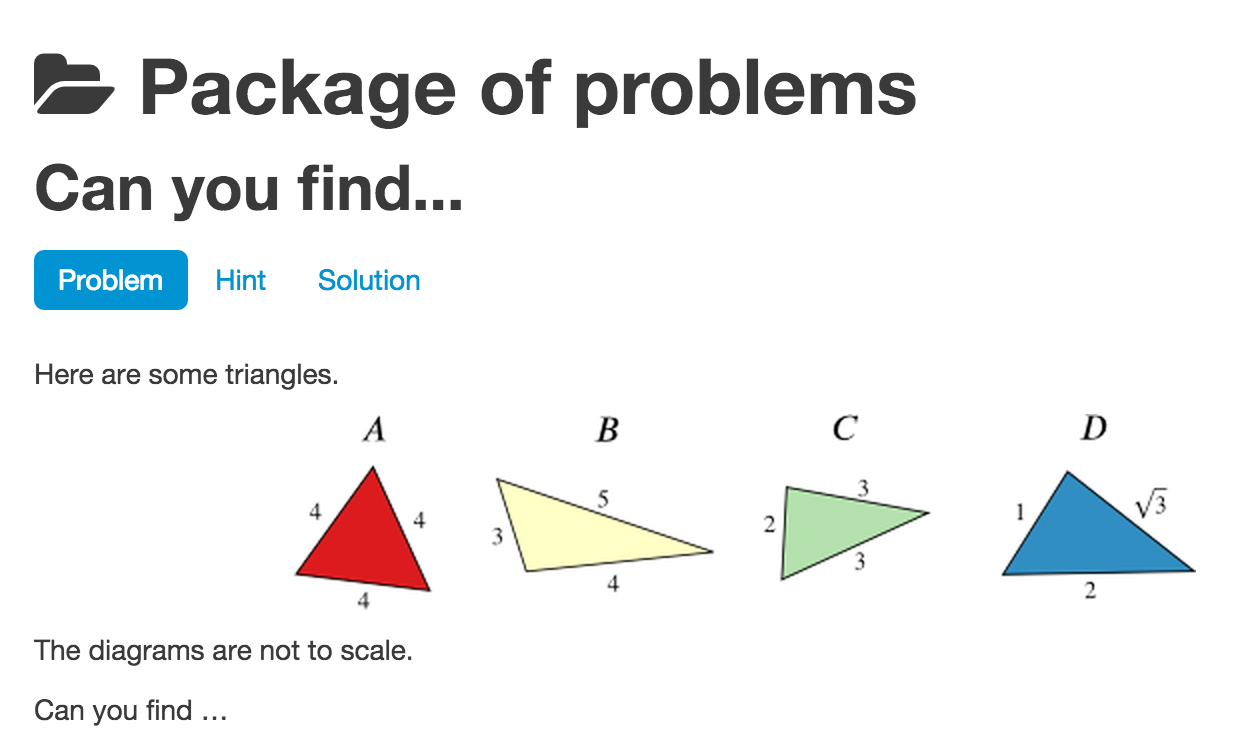 Package of problems
Can you find...
Problem Hint Solution
Here are some triangles.
A B C D
4 4 4
3 5 4
2 3 3
1 √3 2
The diagrams are not to scale.
Can you find …